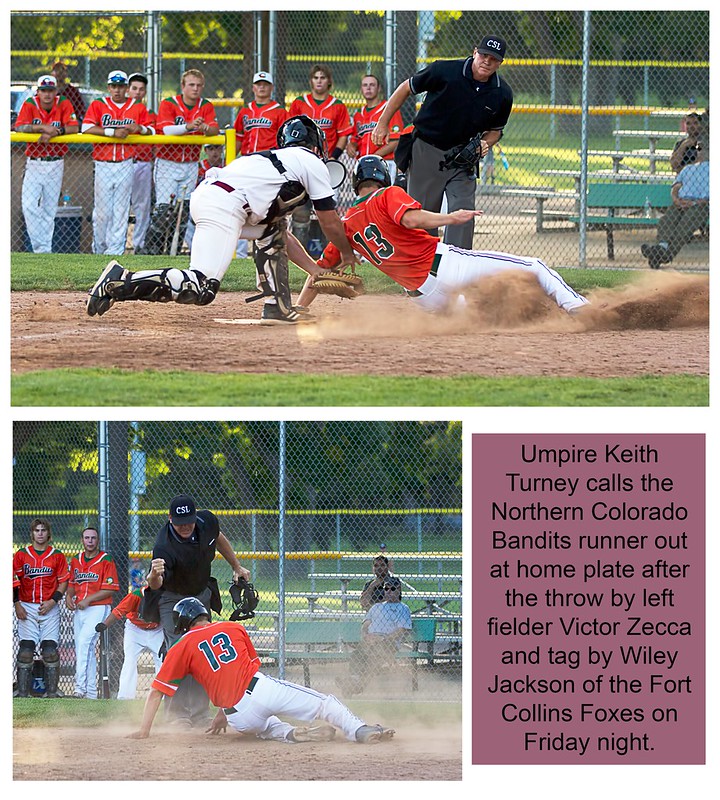 CSL
Bandits
Bandits
Bandits
Bandits
13
CSL
Bandits
Bandits
13
Umpire Keith
Turney calls the
Northern Colorado
Bandits runner out
at home plate after
the throw by left
fielder Victor Zecca
and tag by Wiley
Jackson of the Fort
Collins Foxes on
Friday night.